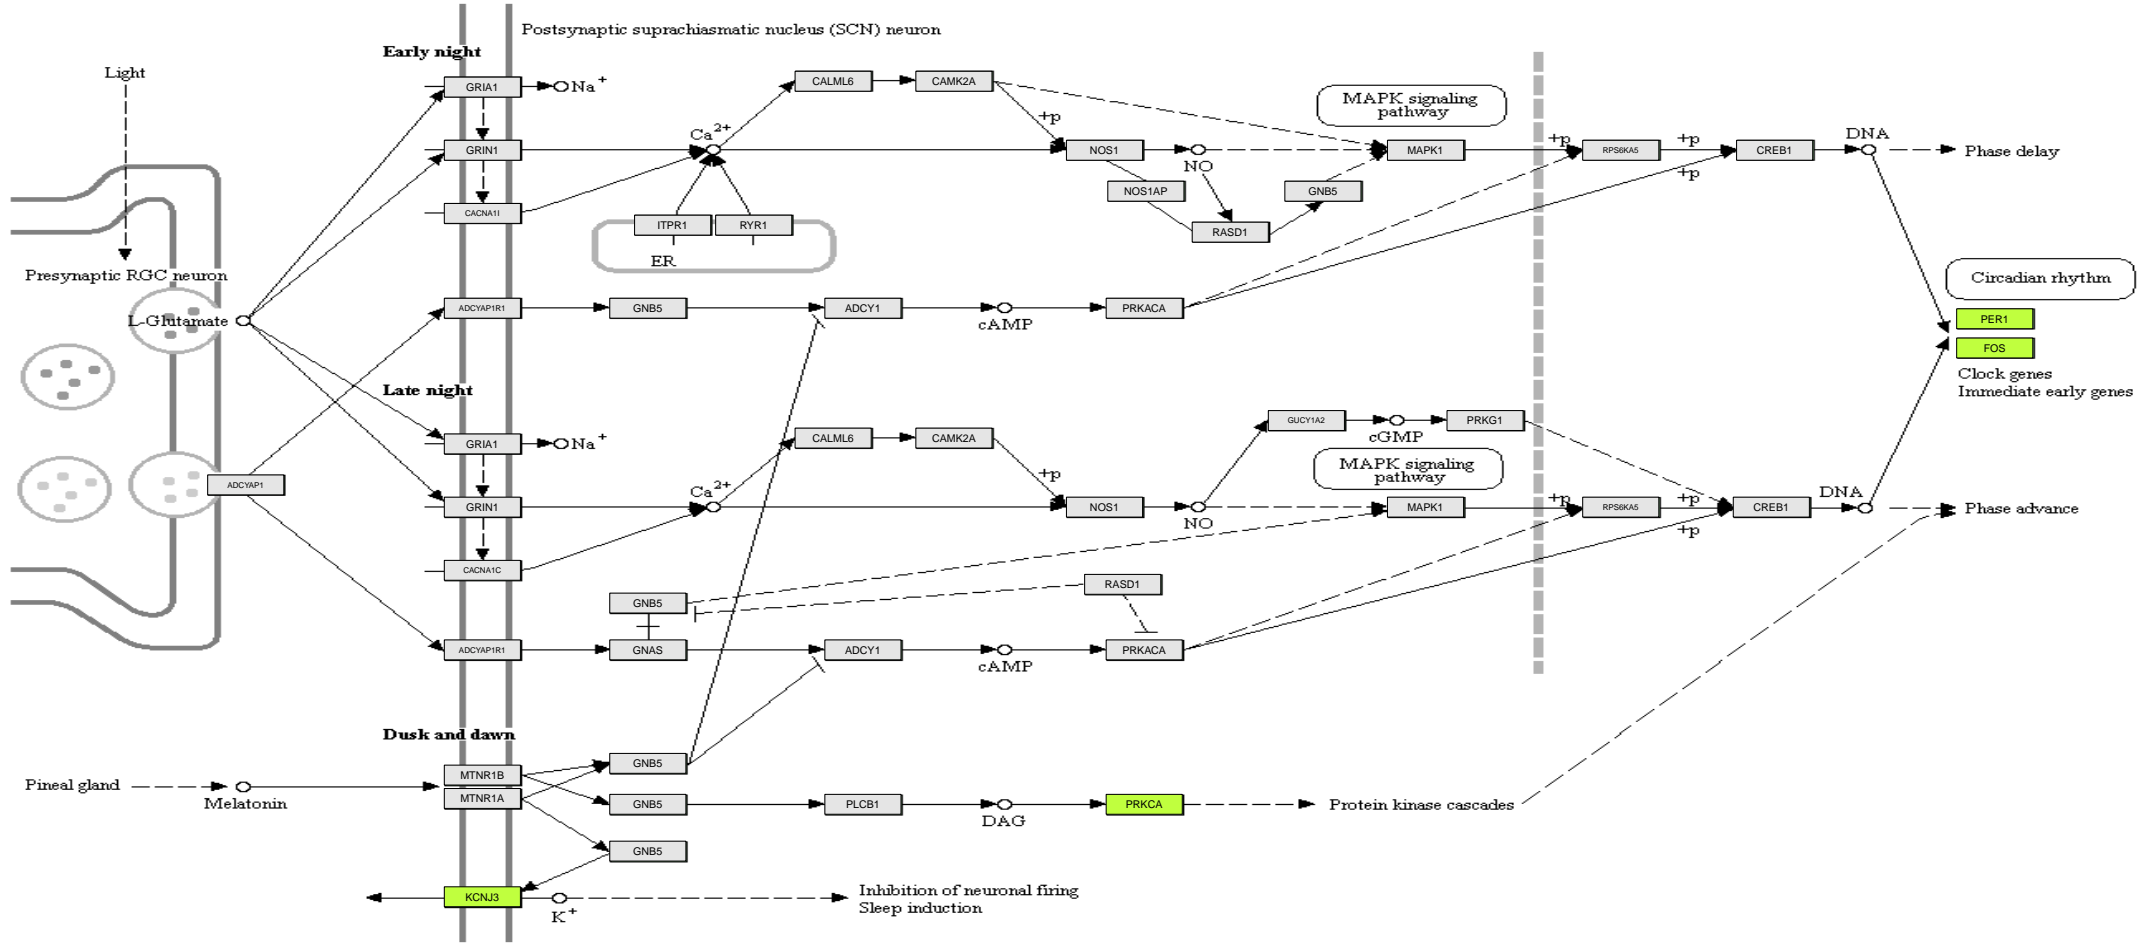 Postsynaptic suprachiasmatic nucleus (SCN) neuron
Early night
Light
GRIA1
Na+
CALML6
CAMK2A
MAPK signaling
pathway
+p
Ca2+
GRIN1
NOS1
NO
MAPK1
+p
RPS6KA5
+p
+p
CREB1
DNA
Phase delay
NOS1AP
GNB5
CACNA1I
ITPR1
RYR1
RASD1
ER
Presynaptic RGC neuron
Circadian rhythm
L-Glutamate
ADCYAP1R1
GNB5
ADCY1
cAMP
PRKACA
PER1
FOS
Clock genes
Immediate early genes
Late night
GRIA1
Na+
CALML6
CAMK2A
GUCY1A2
cGMP
PRKG1
MAPK signaling
pathway
+p
ADCYAP1
Ca2+
GRIN1
NOS1
NO
MAPK1
+p
RPS6KA5
+p
+p
CREB1
DNA
Phase advance
CACNA1C
RASD1
GNB5
ADCYAP1R1
GNAS
ADCY1
cAMP
PRKACA
Dusk and dawn
GNB5
MTNR1B
Pineal gland
Melatonin
MTNR1A
GNB5
PLCB1
DAG
PRKCA
Protein kinase cascades
GNB5
KCNJ3
K+
Inhibition of neuronal firing
Sleep induction